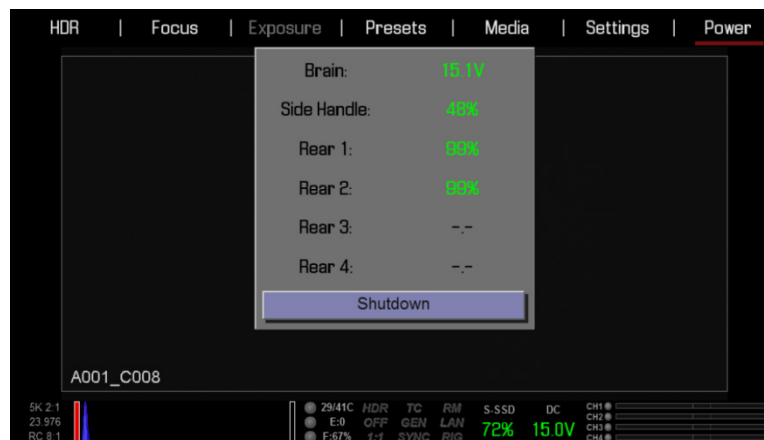 HDR | Focus | Exposure | Presets | Media | Settings | Power
Brain: 15.1V
Side Handle: 48%
Rear 1: 99%
Rear 2: 99%
Rear 3: -.-
Rear 4: -.-
Shutdown
A001_C008
5K 2:1 29/41C HDR TC RM S-SSD DC CH1
23.976 E:0 OFF GEN LAN 72% 15.0V CH2
RC 8:1 F:67% 1:1 SYNC RIG CH3
CH4